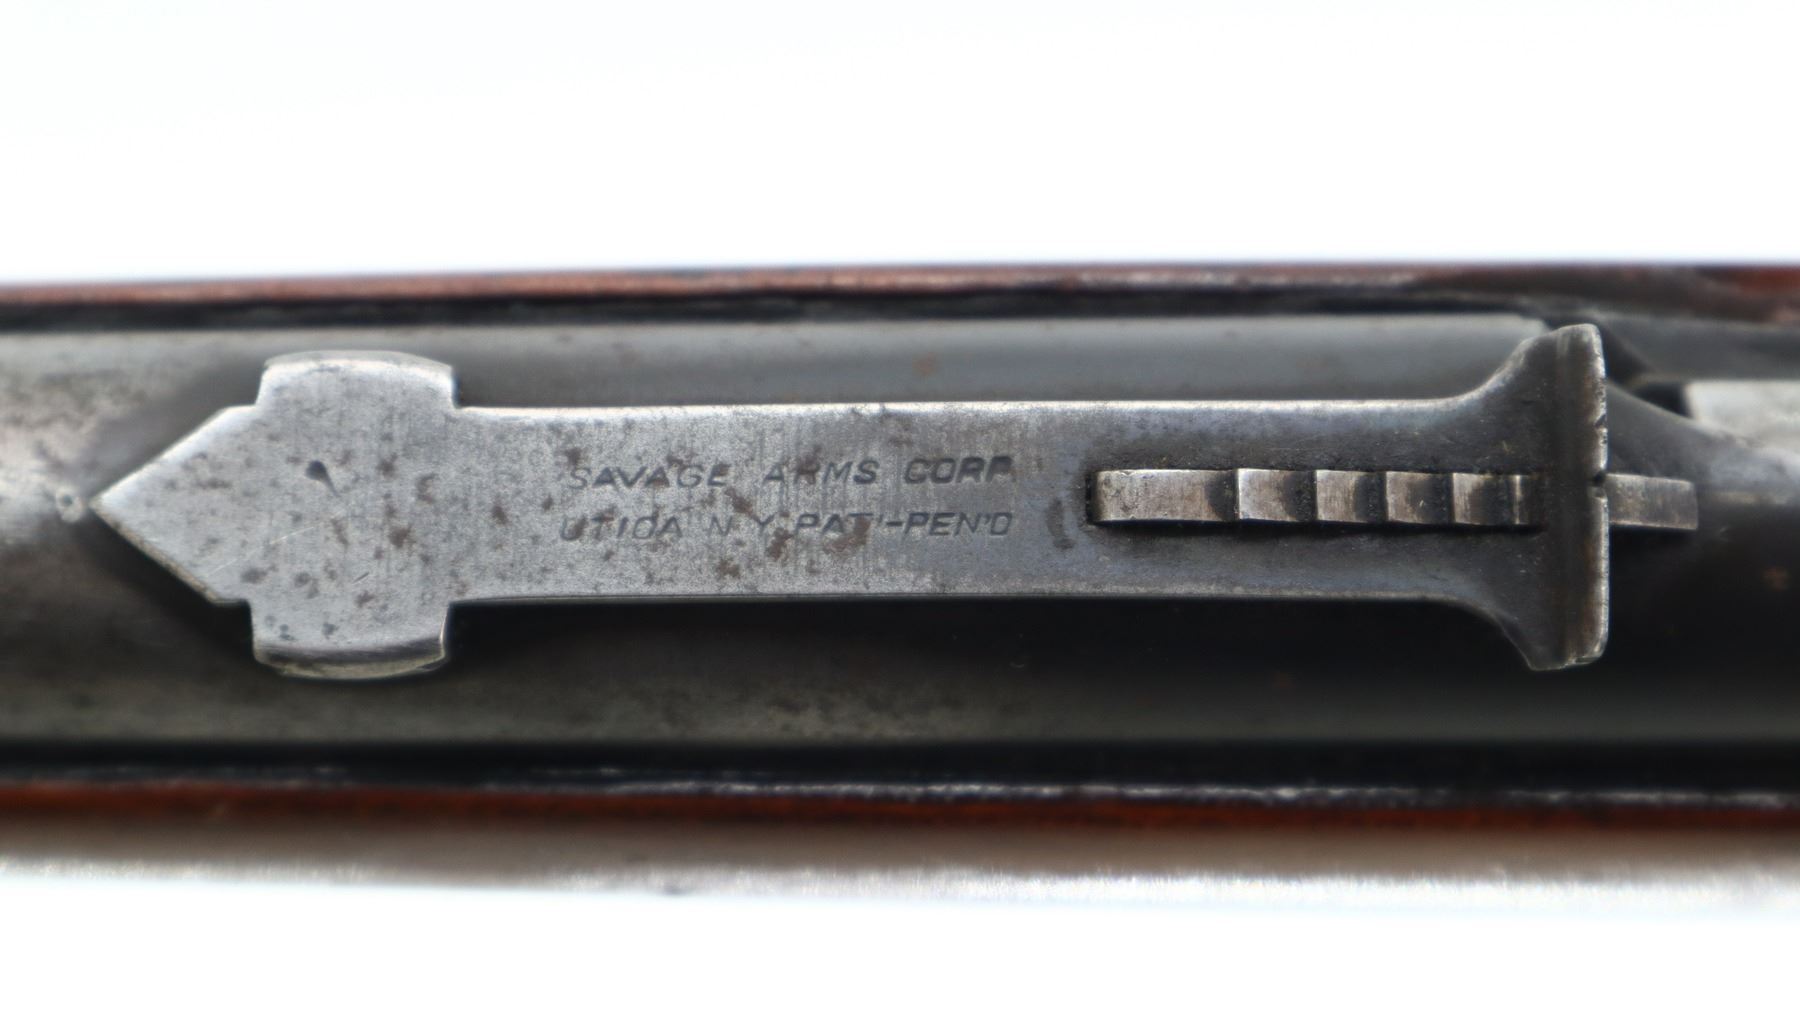 SAVAGE ARMS CORP.
UTICA N Y PAT'-PEN'D